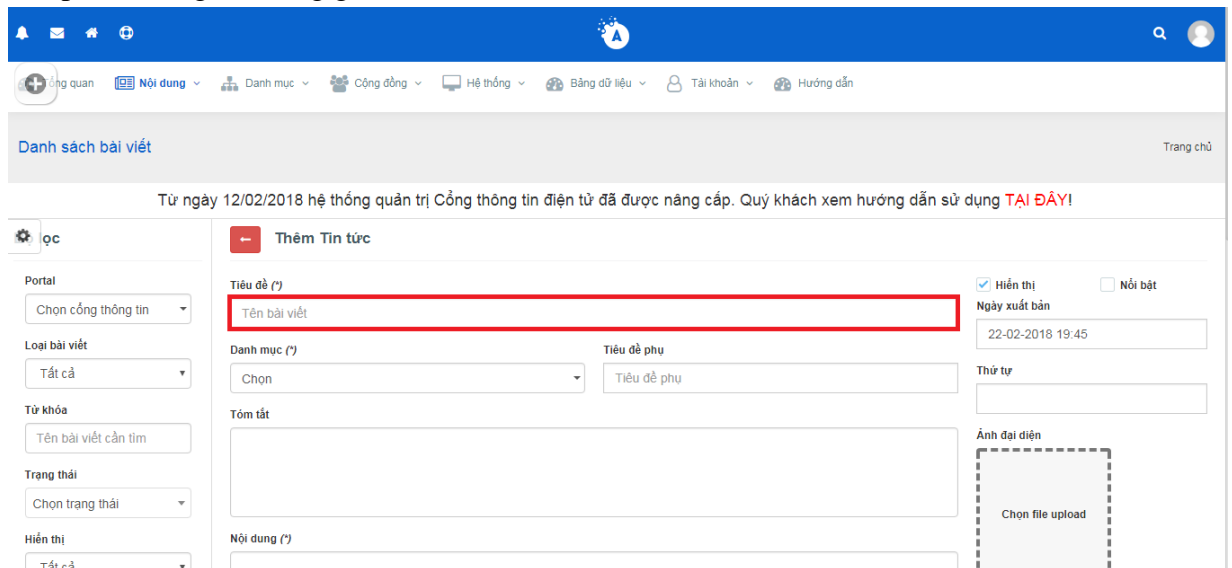 A
Tổng quan
Nội dung
Danh mục
Cộng đồng
Hệ thống
Bảng dữ liệu
Tài khoản
Hướng dẫn
Danh sách bài viết
Trang chủ
Từ ngày 12/02/2018 hệ thống quản trị Cổng thông tin điện tử đã được nâng cấp. Quý khách xem hướng dẫn sử dụng TẠI ĐÂY!
lọc
Portal
Chọn cổng thông tin
Loại bài viết
Tất cả
Từ khóa
Tên bài viết cần tìm
Trạng thái
Chọn trạng thái
Hiển thị
Tất cả
Thêm Tin tức
Tiêu đề (*)
Tên bài viết
Danh mục (*)
Chọn
Tiêu đề phụ
Tiêu đề phụ
Tóm tắt
Nội dung (*)
Hiển thị
Nổi bật
Ngày xuất bản
22-02-2018 19:45
Thứ tự
Ảnh đại diện
Chọn file upload